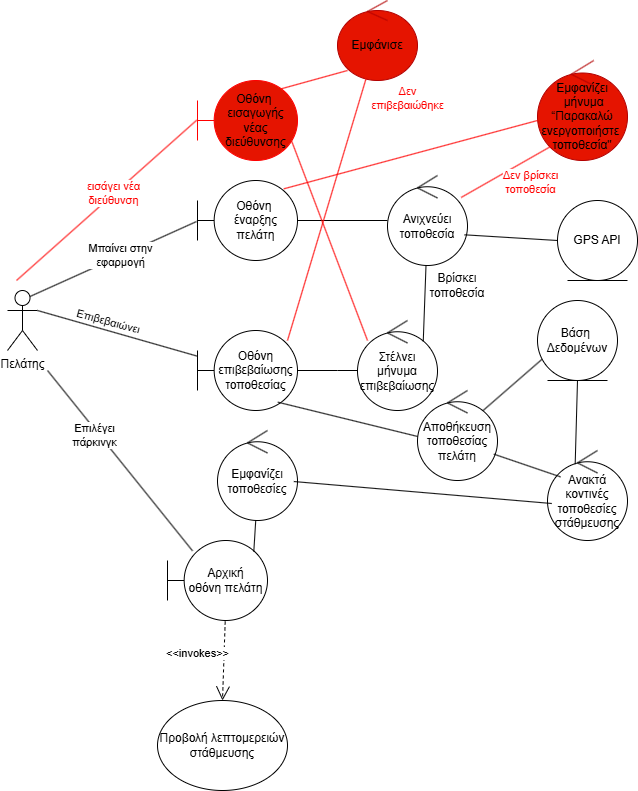 Εμφάνισε
Δεν
επιβεβαιώθηκε
Οθόνη
εισαγωγής
νέας
διεύθυνσης
Εμφανίζει
μήνυμα
"Παρακαλώ
ενεργοποιήστε
τοποθεσία"
εισάγει νέα
διεύθυνση
Δεν βρίσκει
τοποθεσία
Οθόνη
έναρξης
πελάτη
Ανιχνεύει
τοποθεσία
GPS API
Μπαίνει στην
εφαρμογή
Βρίσκει
τοποθεσία
Επιβεβαιώνει
Πελάτης
Οθόνη
επιβεβαίωσης
τοποθεσίας
Στέλνει
μήνυμα
επιβεβαίωσης
Βάση
Δεδομένων
Επιλέγει
πάρκινγκ
Αποθήκευση
τοποθεσίας
πελάτη
Εμφανίζει
τοποθεσίες
Ανακτά
κοντινές
τοποθεσίες
στάθμευσης
Αρχική
οθόνη πελάτη
<<invokes>>
Προβολή λεπτομερειών
στάθμευσης